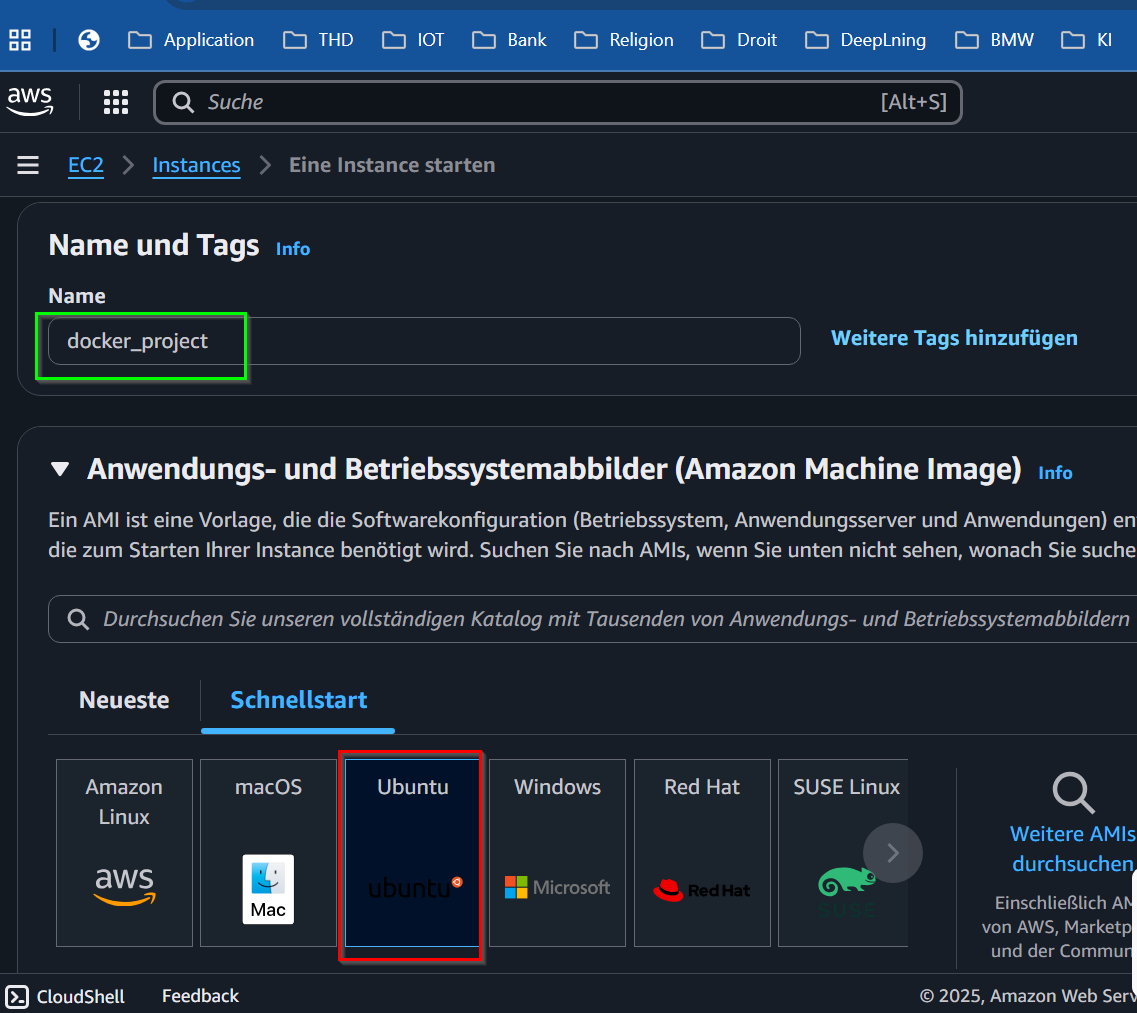 Application THD IOT Bank Religion Droit DeepLning BMW KI
aws Suche [Alt+S]
EC2 Instances Eine Instance starten
Name und Tags Info
Name
docker_project Weitere Tags hinzufügen
Anwendungs- und Betriebssystemabbilder (Amazon Machine Image) Info
Ein AMI ist eine Vorlage, die die Softwarekonfiguration (Betriebssystem, Anwendungsserver und Anwendungen)
die zum Starten Ihrer Instance benötigt wird. Suchen Sie nach AMIs, wenn Sie unten nicht sehen, wonach Sie suche
Durchsuchen Sie unseren vollständigen Katalog mit Tausenden von Anwendungs- und Betriebssystemabbildern
Neueste Schnellstart
Amazon
Linux
aws
macOS
Mac
Ubuntu
ubuntu
Windows
Microsoft
Red Hat
Red Hat
SUSE Linux
SUSE
Weitere AMIs
durchsuchen
Einschließlich AM
von AWS, Marketp
und der Commun
CloudShell Feedback © 2025, Amazon Web Serv